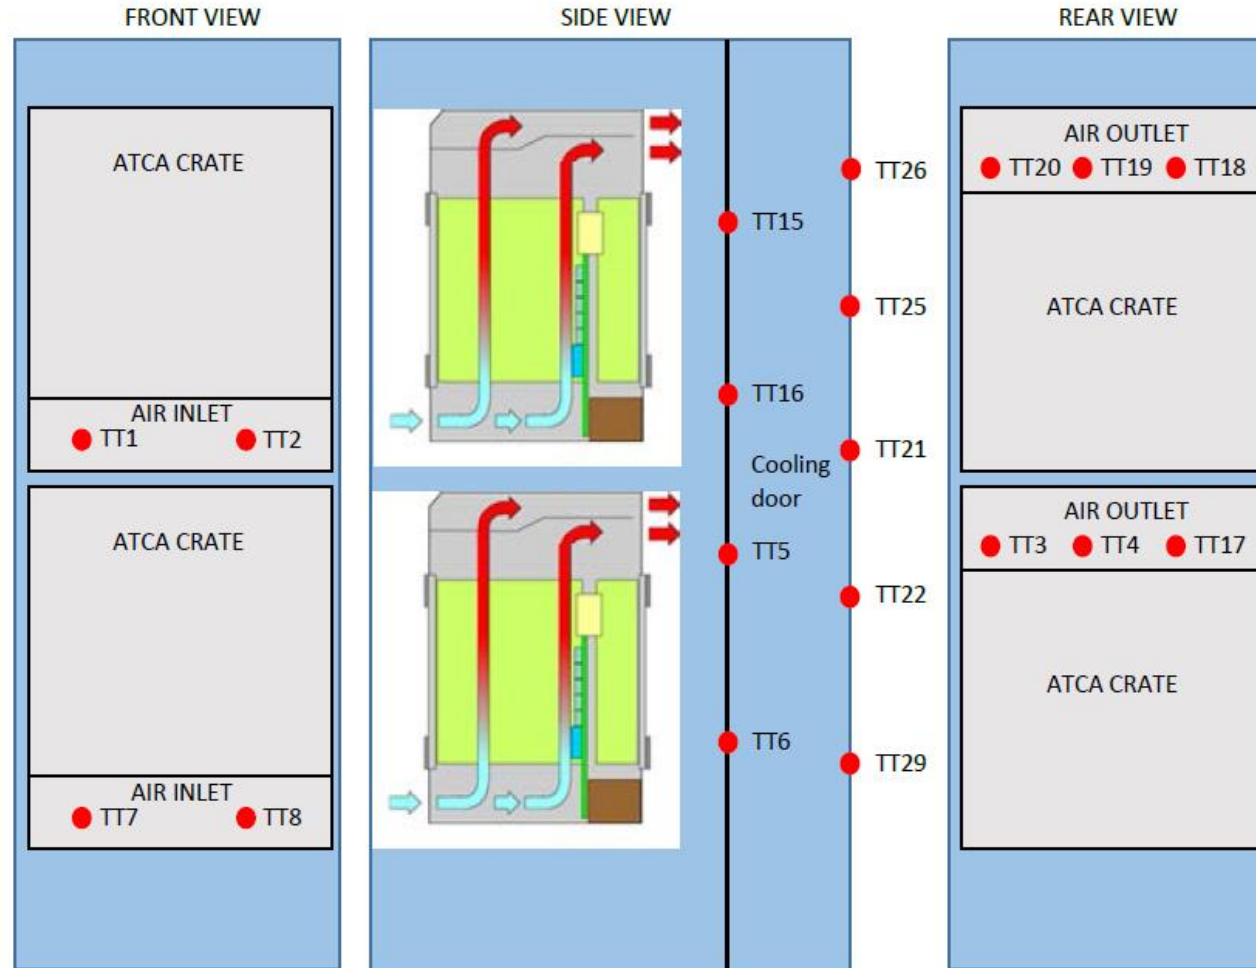 FRONT VIEW
SIDE VIEW
REAR VIEW
ATCA CRATE
AIR INLET
TT1
TT2
ATCA CRATE
AIR INLET
TT7
TT8
TT15
TT16
Cooling
door
TT5
TT6
TT26
TT25
TT21
TT22
TT29
AIR OUTLET
TT20 TT19 TT18
ATCA CRATE
AIR OUTLET
TT3 TT4 TT17
ATCA CRATE